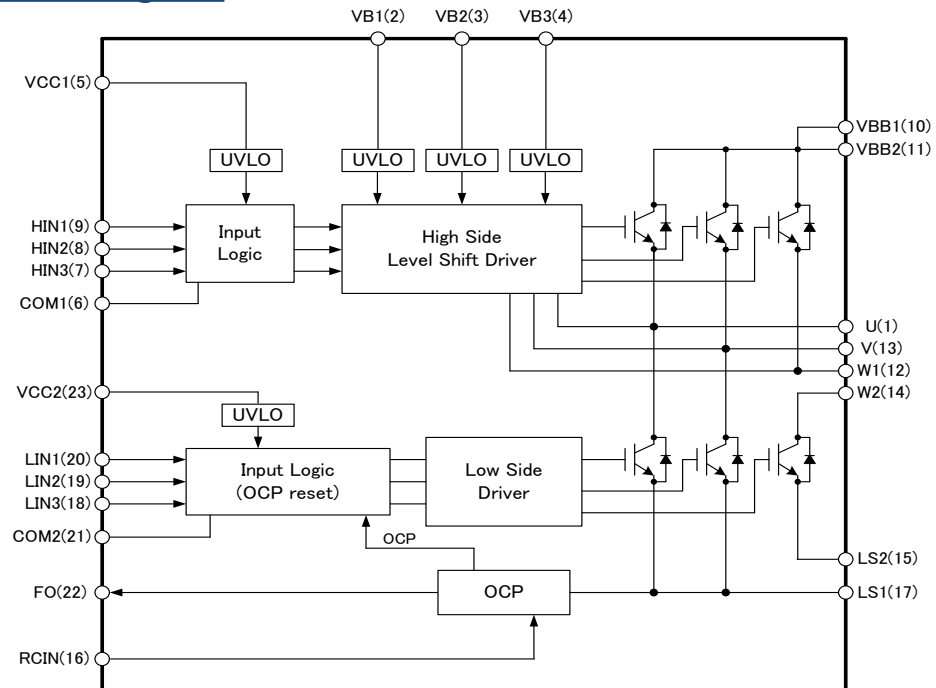 VB1(2) VB2(3) VB3(4)
VCC1(5)
VBB1(10)
VBB2(11)
UVLO UVLO UVLO UVLO
HIN1(9)
HIN2(8)
HIN3(7)
COM1(6)
Input
Logic
High Side
Level Shift Driver
U(1)
V(13)
W1(12)
W2(14)
VCC2(23)
UVLO
LIN1(20)
LIN2(19)
LIN3(18)
COM2(21)
Input Logic
(OCP reset)
Low Side
Driver
OCP
LS2(15)
FO(22)
OCP
LS1(17)
RCIN(16)